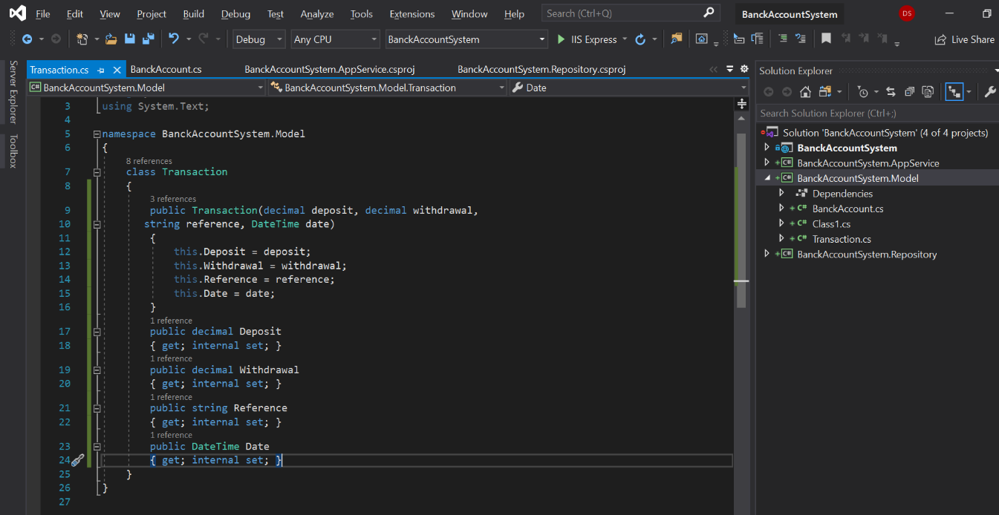 File Edit View Project Build Debug Test Analyze Tools Extensions Window Help Search (Ctrl+Q) BanckAccountSystem DS
Debug Any CPU BanckAccountSystem IIS Express Live Share
Server Explorer
Toolbox
Transaction.cs BanckAccount.cs BanckAccountSystem.AppService.csproj BanckAccountSystem.Repository.csproj
C# BanckAccountSystem.Model BanckAccountSystem.Model.Transaction Date
3 using System.Text;
4
5 namespace BanckAccountSystem.Model
6 {
8 references
7 class Transaction
8 {
3 references
9 public Transaction(decimal deposit, decimal withdrawal,
10 string reference, DateTime date)
11 {
12 this.Deposit = deposit;
13 this.Withdrawal = withdrawal;
14 this.Reference = reference;
15 this.Date = date;
16 }
1 reference
17 public decimal Deposit
18 { get; internal set; }
1 reference
19 public decimal Withdrawal
20 { get; internal set; }
1 reference
21 public string Reference
22 { get; internal set; }
1 reference
23 public DateTime Date
24 { get; internal set; }
25 }
26 }
27
Solution Explorer
Search Solution Explorer (Ctrl+;)
Solution 'BanckAccountSystem' (4 of 4 projects)
BanckAccountSystem
C# BanckAccountSystem.AppService
C# BanckAccountSystem.Model
Dependencies
C# BanckAccount.cs
C# Class1.cs
C# Transaction.cs
C# BanckAccountSystem.Repository